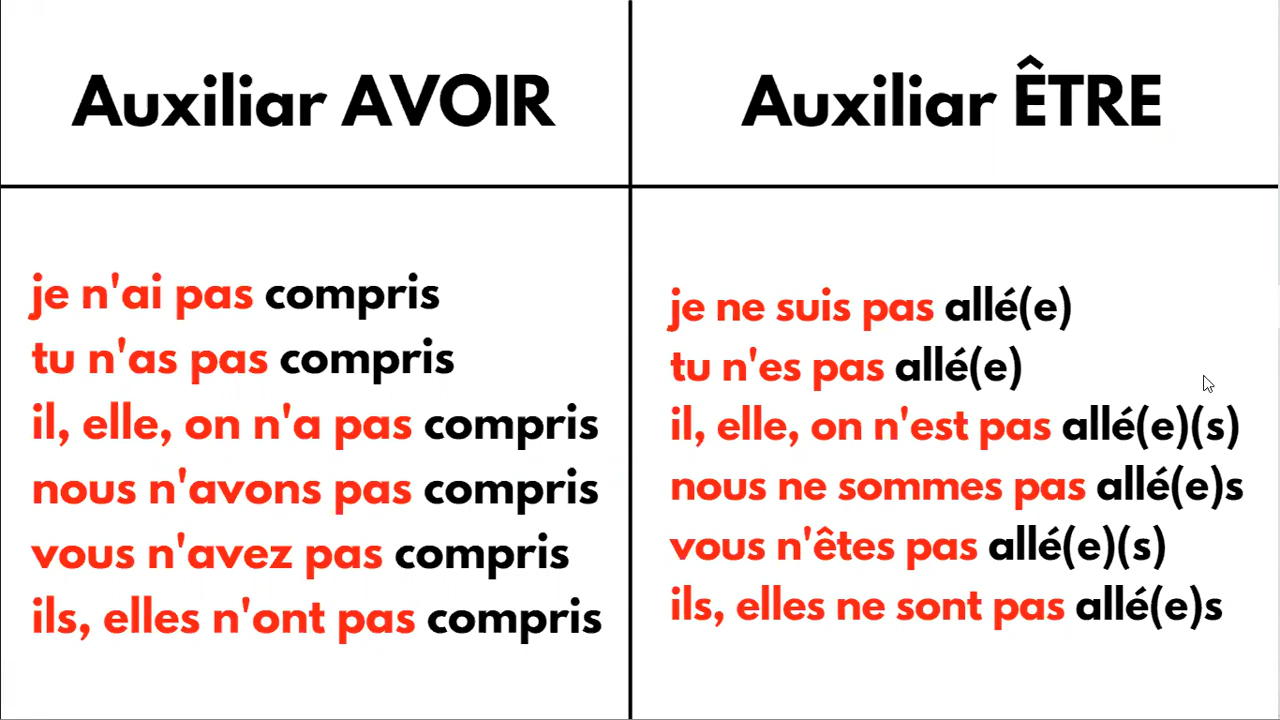 Auxiliar AVOIR
je n'ai pas compris
tu n'as pas compris
il, elle, on n'a pas compris
nous n'avons pas compris
vous n'avez pas compris
ils, elles n'ont pas compris
Auxiliar ÊTRE
je ne suis pas allé(e)
tu n'es pas allé(e)
il, elle, on n'est pas allé(e)(s)
nous ne sommes pas allé(e)s
vous n'êtes pas allé(e)(s)
ils, elles ne sont pas allé(e)s